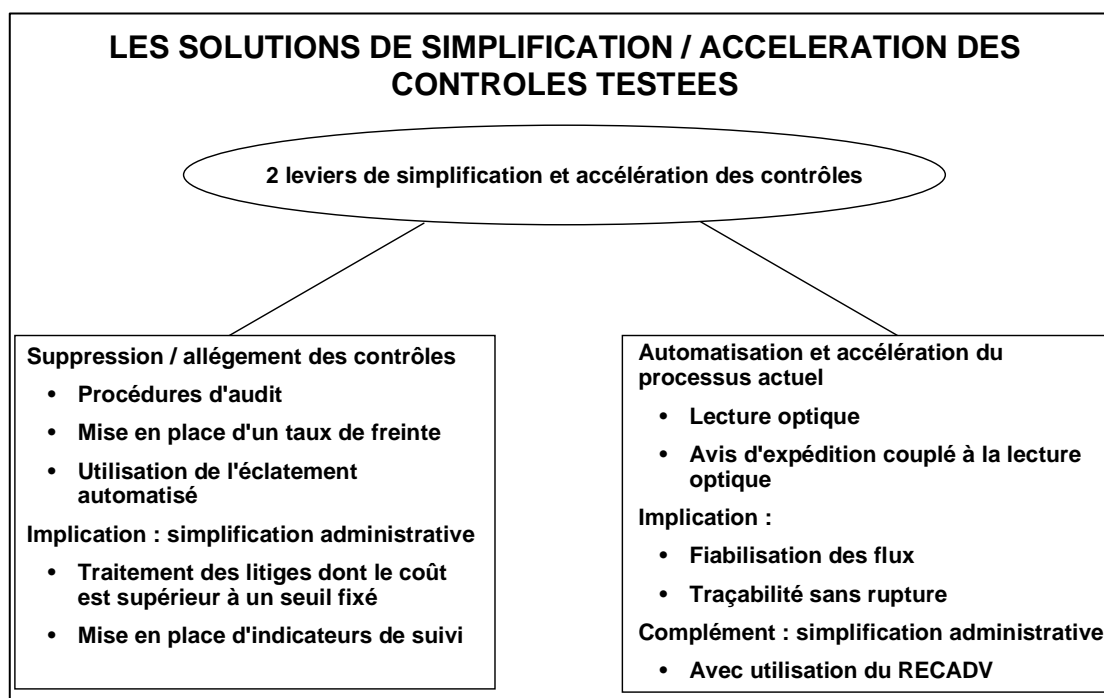 LES SOLUTIONS DE SIMPLIFICATION / ACCELERATION DES
CONTROLES TESTEES
2 leviers de simplification et accélération des contrôles
Suppression / allégement des contrôles
• Procédures d'audit
• Mise en place d'un taux de freinte
• Utilisation de l'éclatement
automatisé
Implication : simplification administrative
• Traitement des litiges dont le coût
est supérieur à un seuil fixé
• Mise en place d'indicateurs de suivi
Automatisation et accélération du
processus actuel
• Lecture optique
• Avis d'expédition couplé à la lecture
optique
Implication :
• Fiabilisation des flux
• Traçabilité sans rupture
Complément : simplification administrative
• Avec utilisation du RECADV